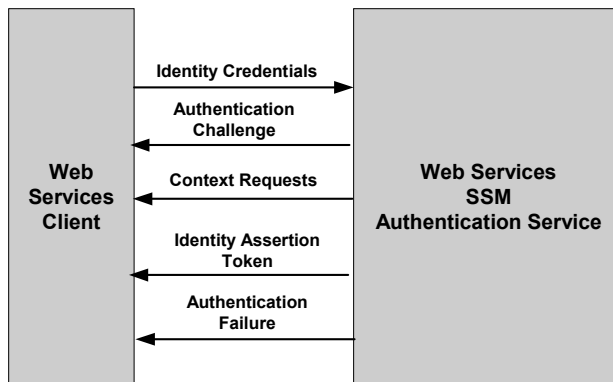 Identity Credentials
Authentication
Challenge
Context Requests
Identity Assertion
Token
Authentication
Failure
Web
Services
Client
Web Services
SSM
Authentication Service